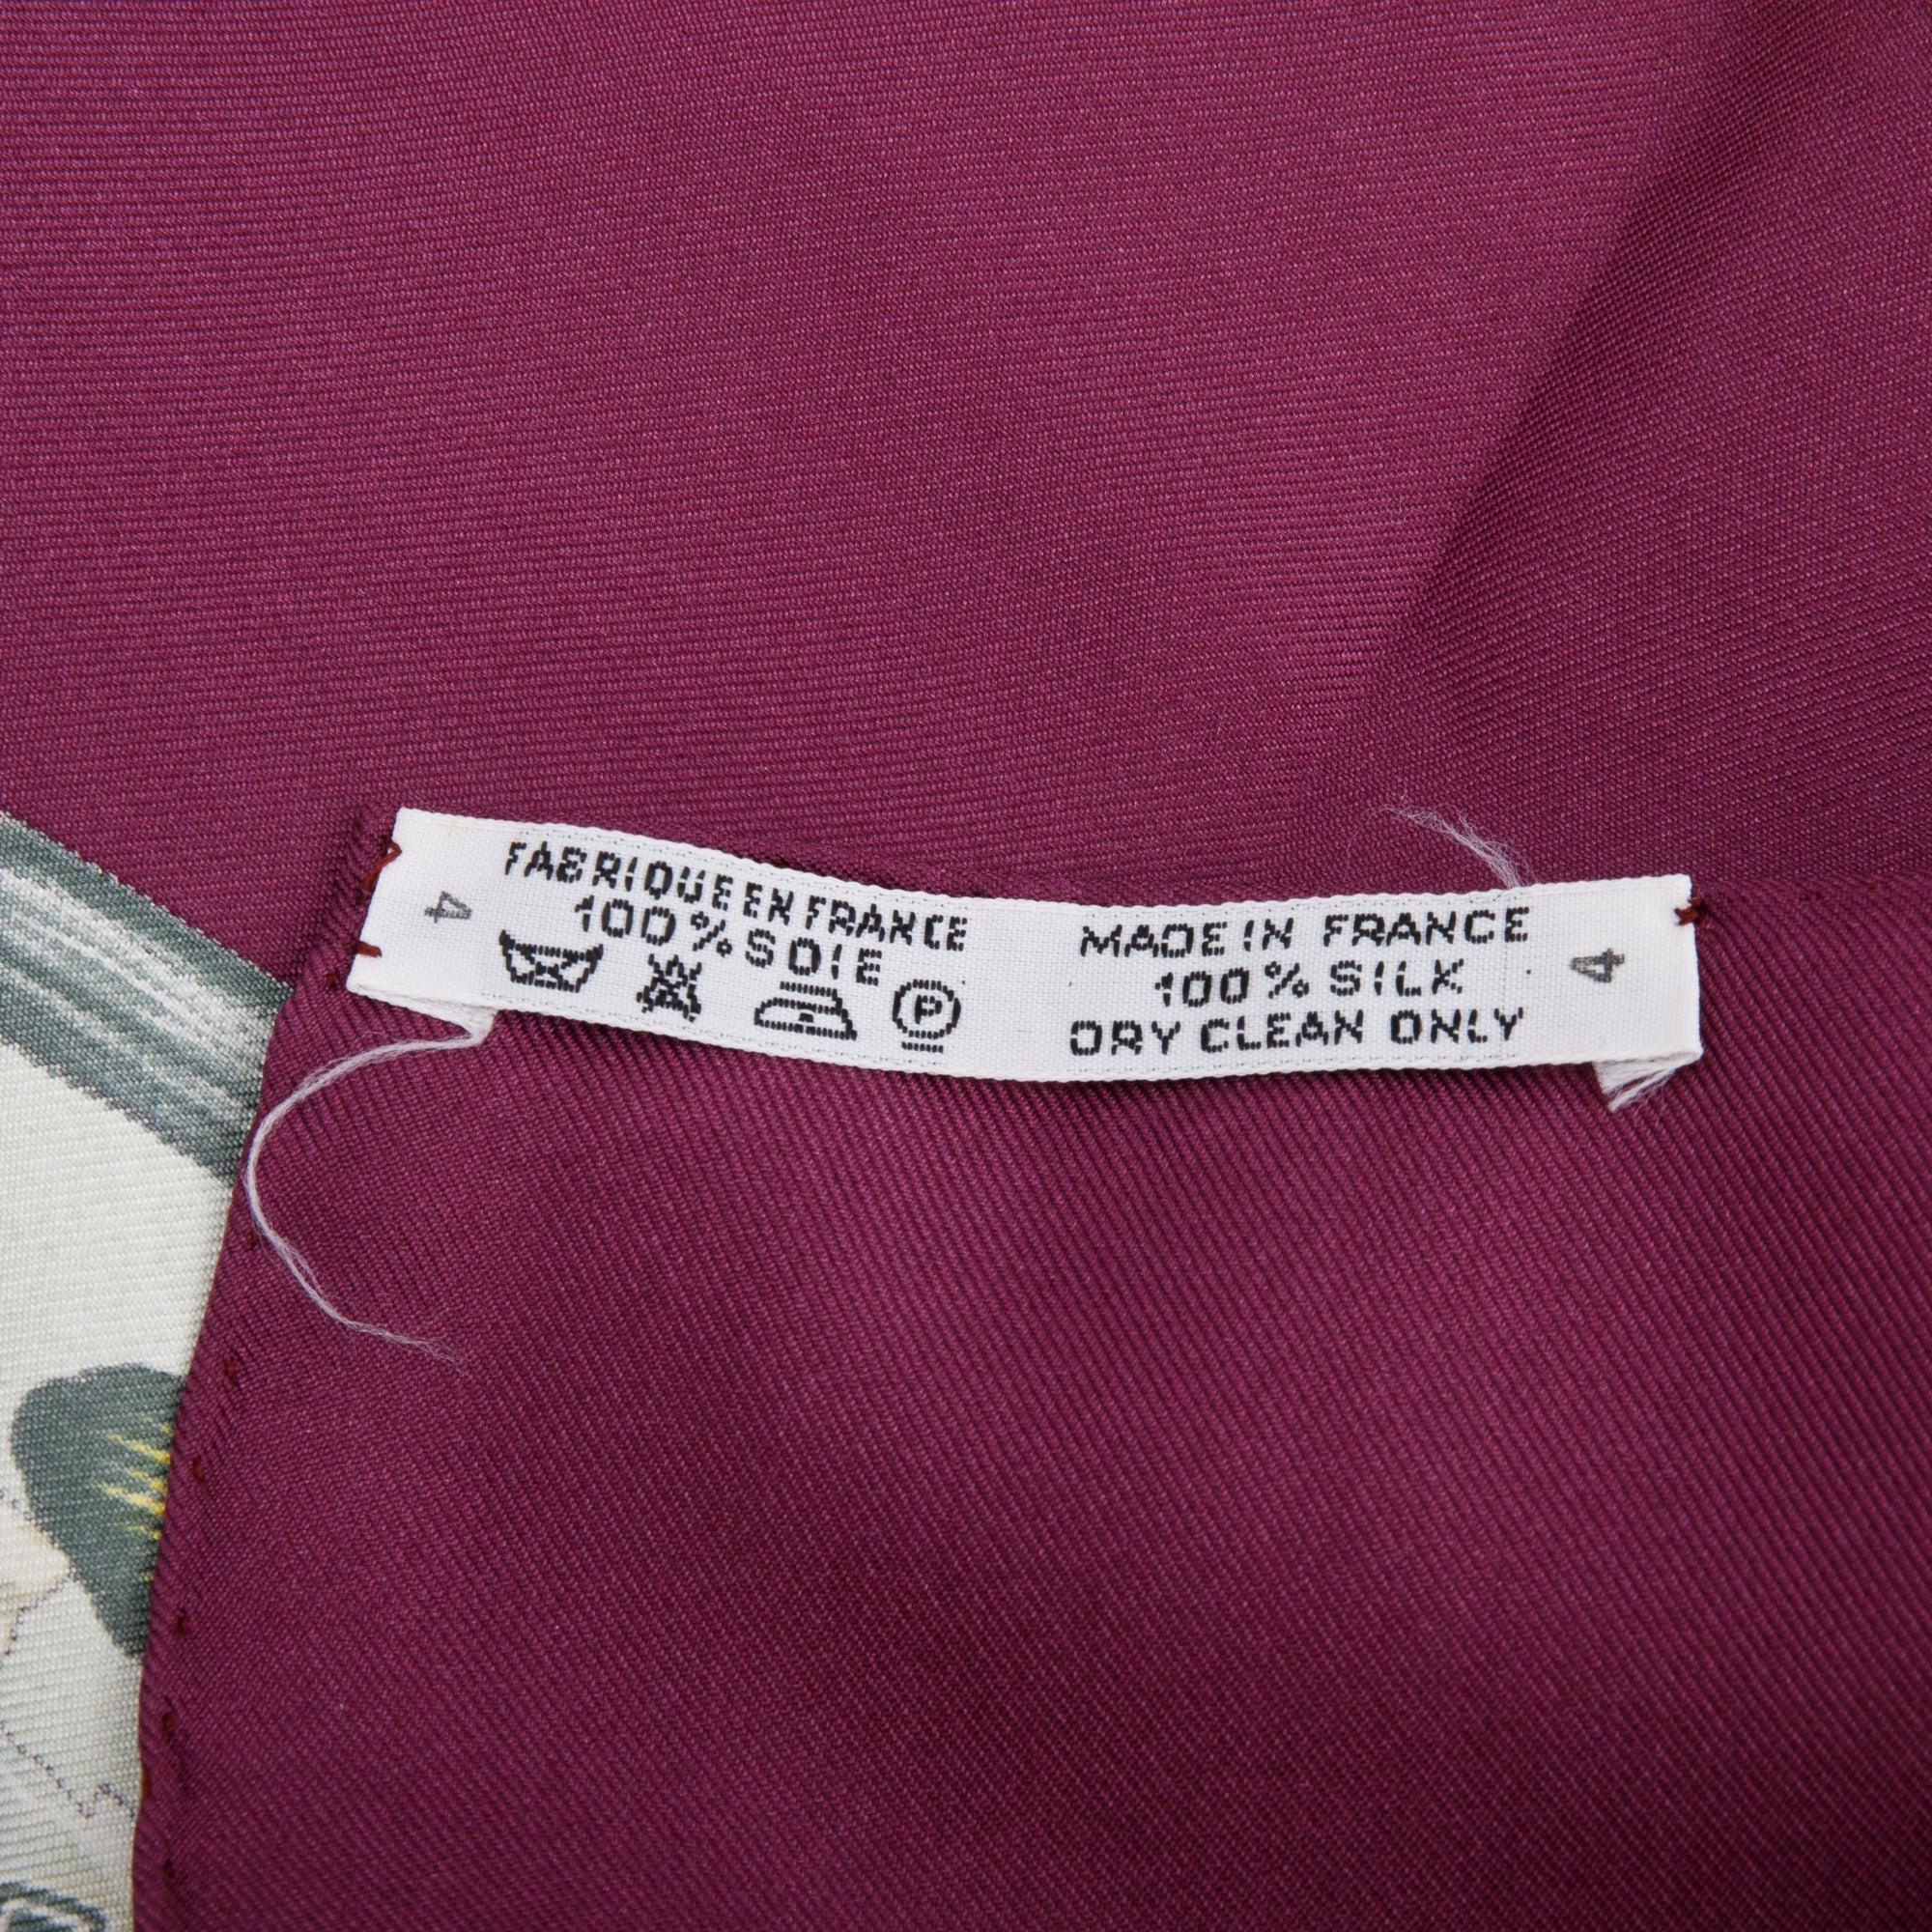 4
FABRIQUE EN FRANCE
100% SOIE
P
MADE IN FRANCE
100% SILK
DRY CLEAN ONLY
4